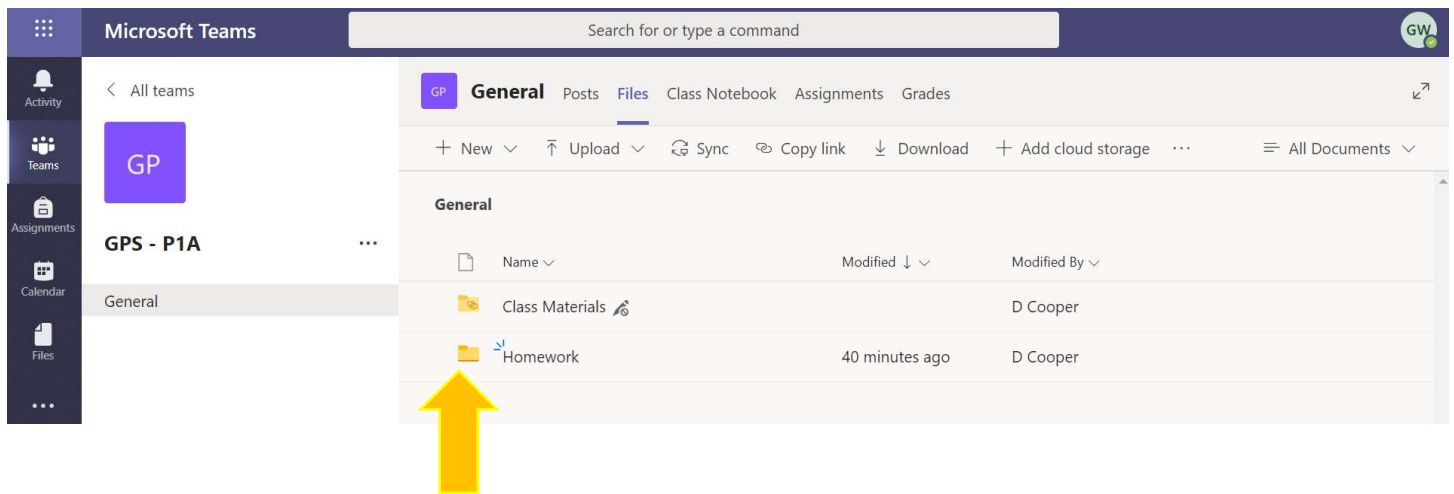 Microsoft Teams
Search for or type a command
GW
Activity
Teams
Assignments
Calendar
Files
All teams
GP
GPS - P1A
General
GP General Posts Files Class Notebook Assignments Grades
New Upload Sync Copy link Download Add cloud storage ... All Documents
General
Name Modified Modified By
Class Materials D Cooper
Homework 40 minutes ago D Cooper